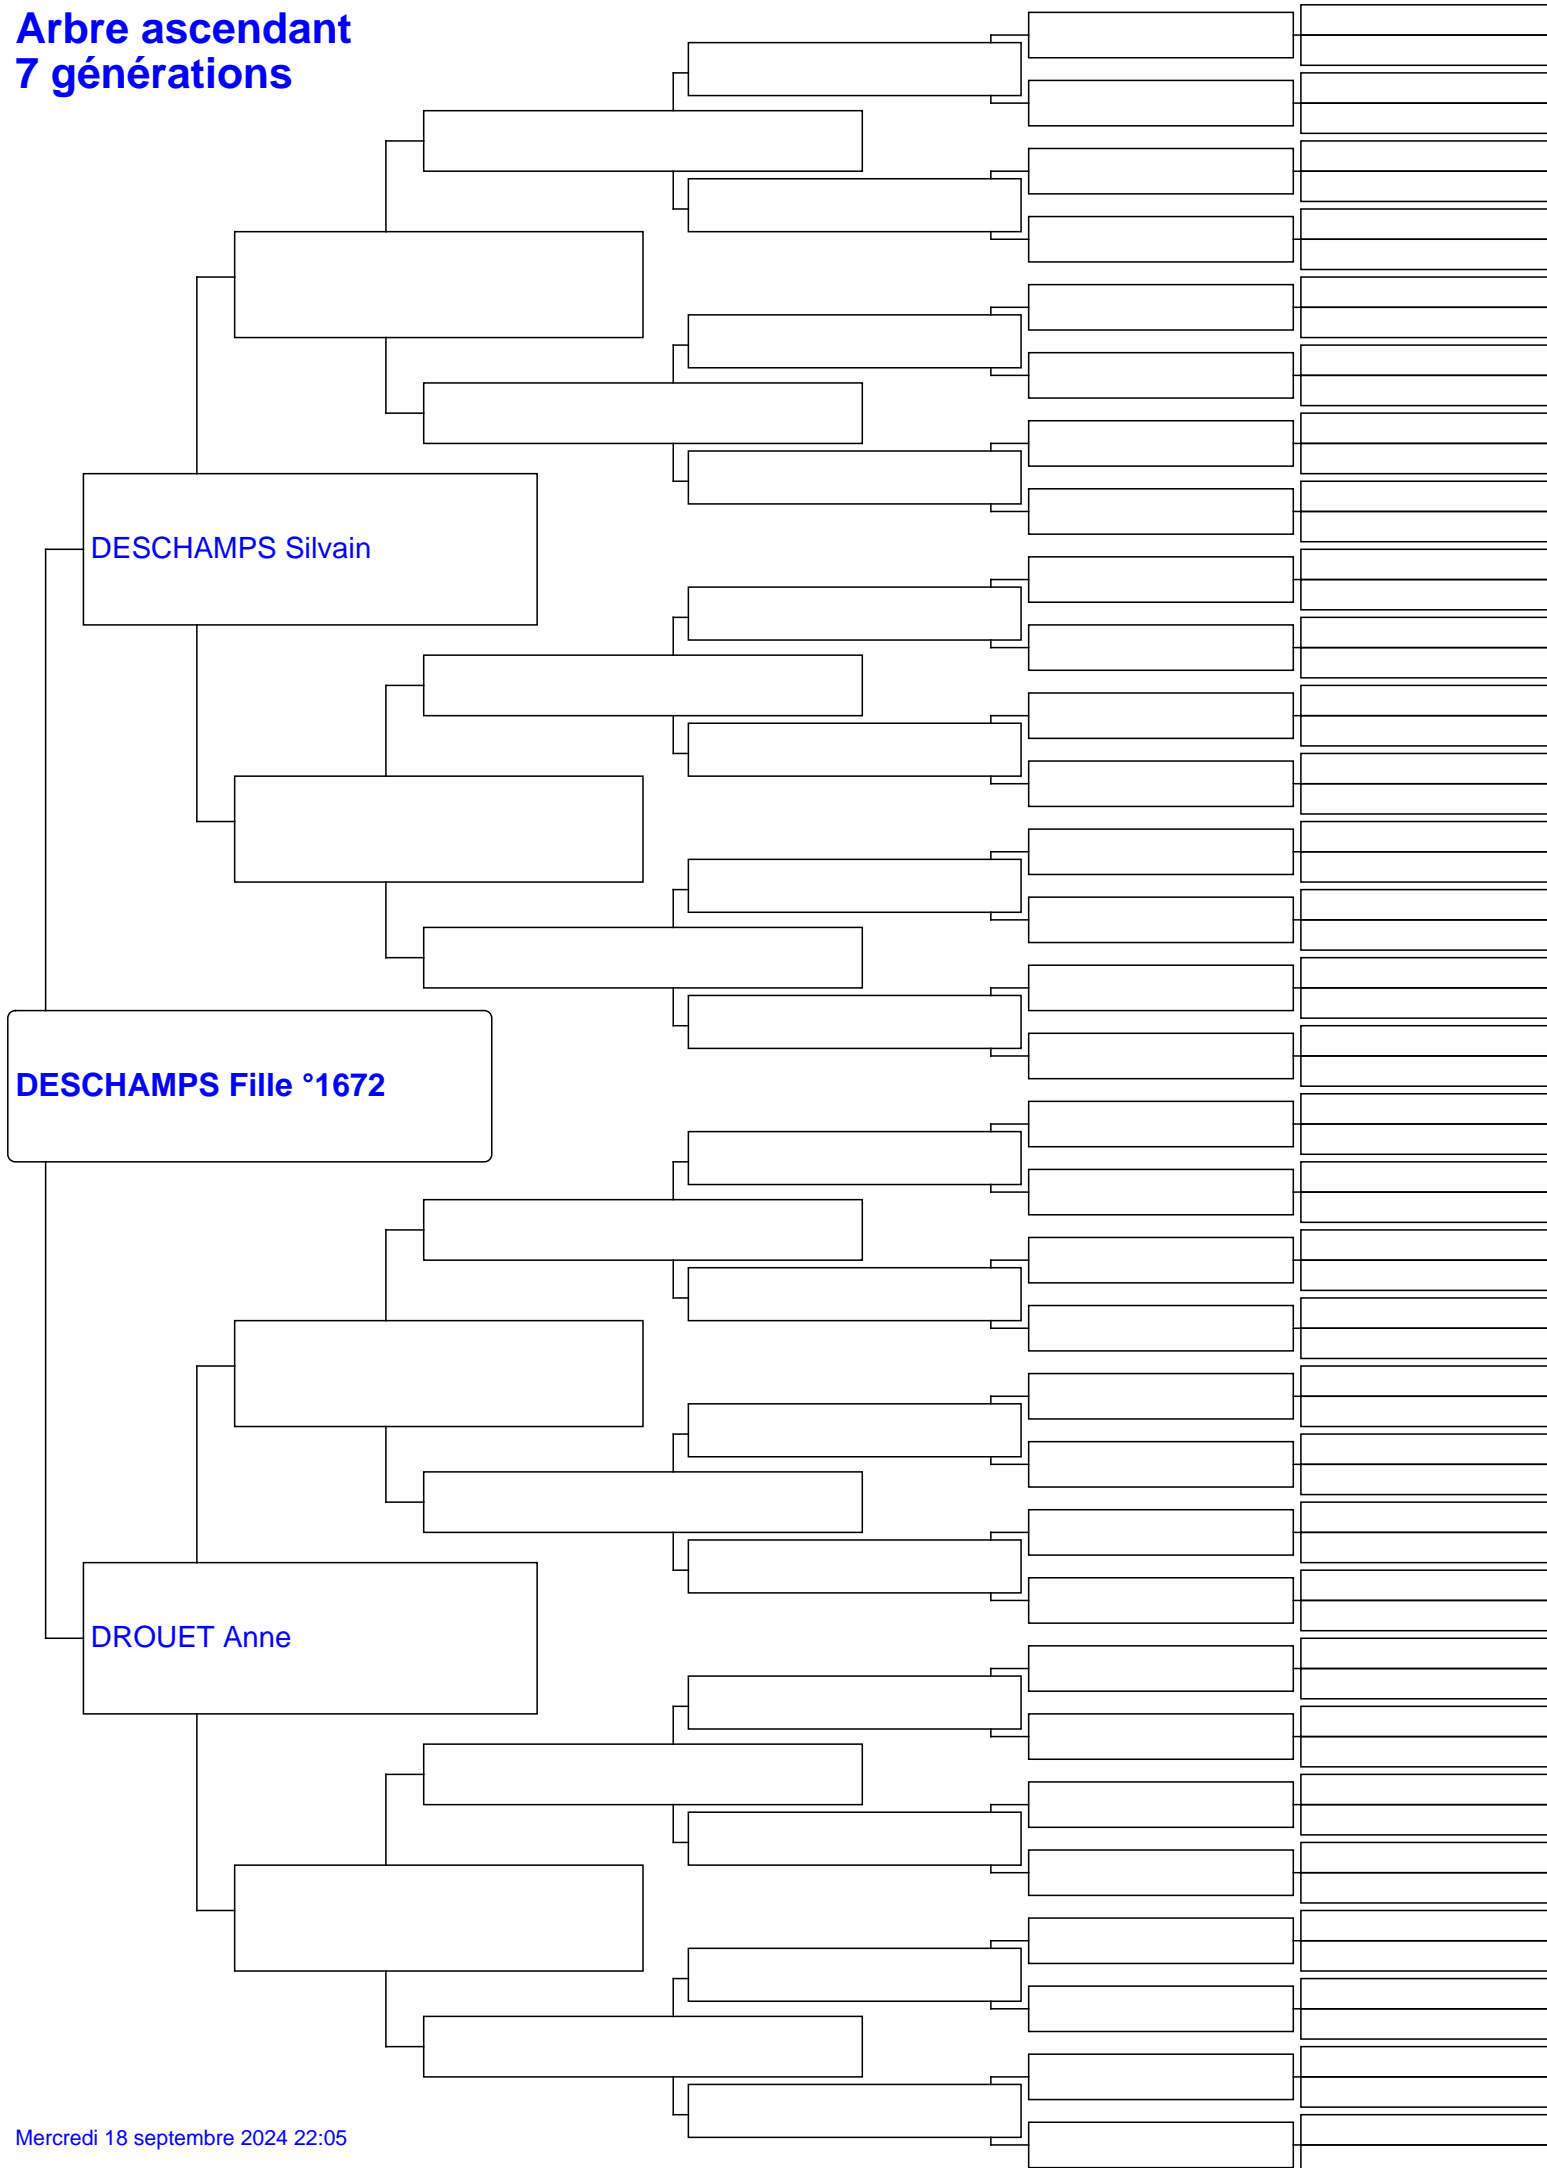 Arbre ascendant
7 générations
DESCHAMPS Silvain
DESCHAMPS Fille °1672
DROUET Anne
Mercredi 18 septembre 2024 22:05